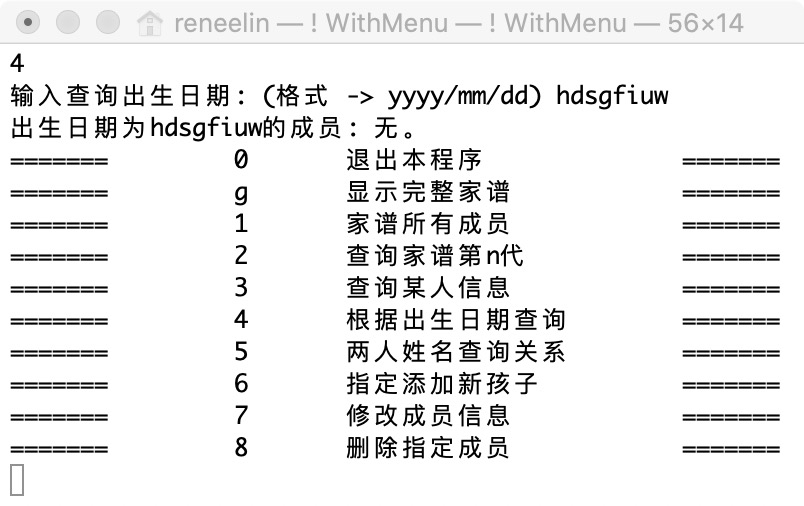 reneelin — ! WithMenu — ! WithMenu — 56×14
4
输入查询出生日期: (格式 -> yyyy/mm/dd) hdsgfiuw
出生日期为hdsgfiuw的成员: 无。
======= 0 退出本程序 =======
======= g 显示完整家谱 =======
======= 1 家谱所有成员 =======
======= 2 查询家谱第n代 =======
======= 3 查询某人信息 =======
======= 4 根据出生日期查询 =======
======= 5 两人姓名查询关系 =======
======= 6 指定添加新孩子 =======
======= 7 修改成员信息 =======
======= 8 删除指定成员 =======